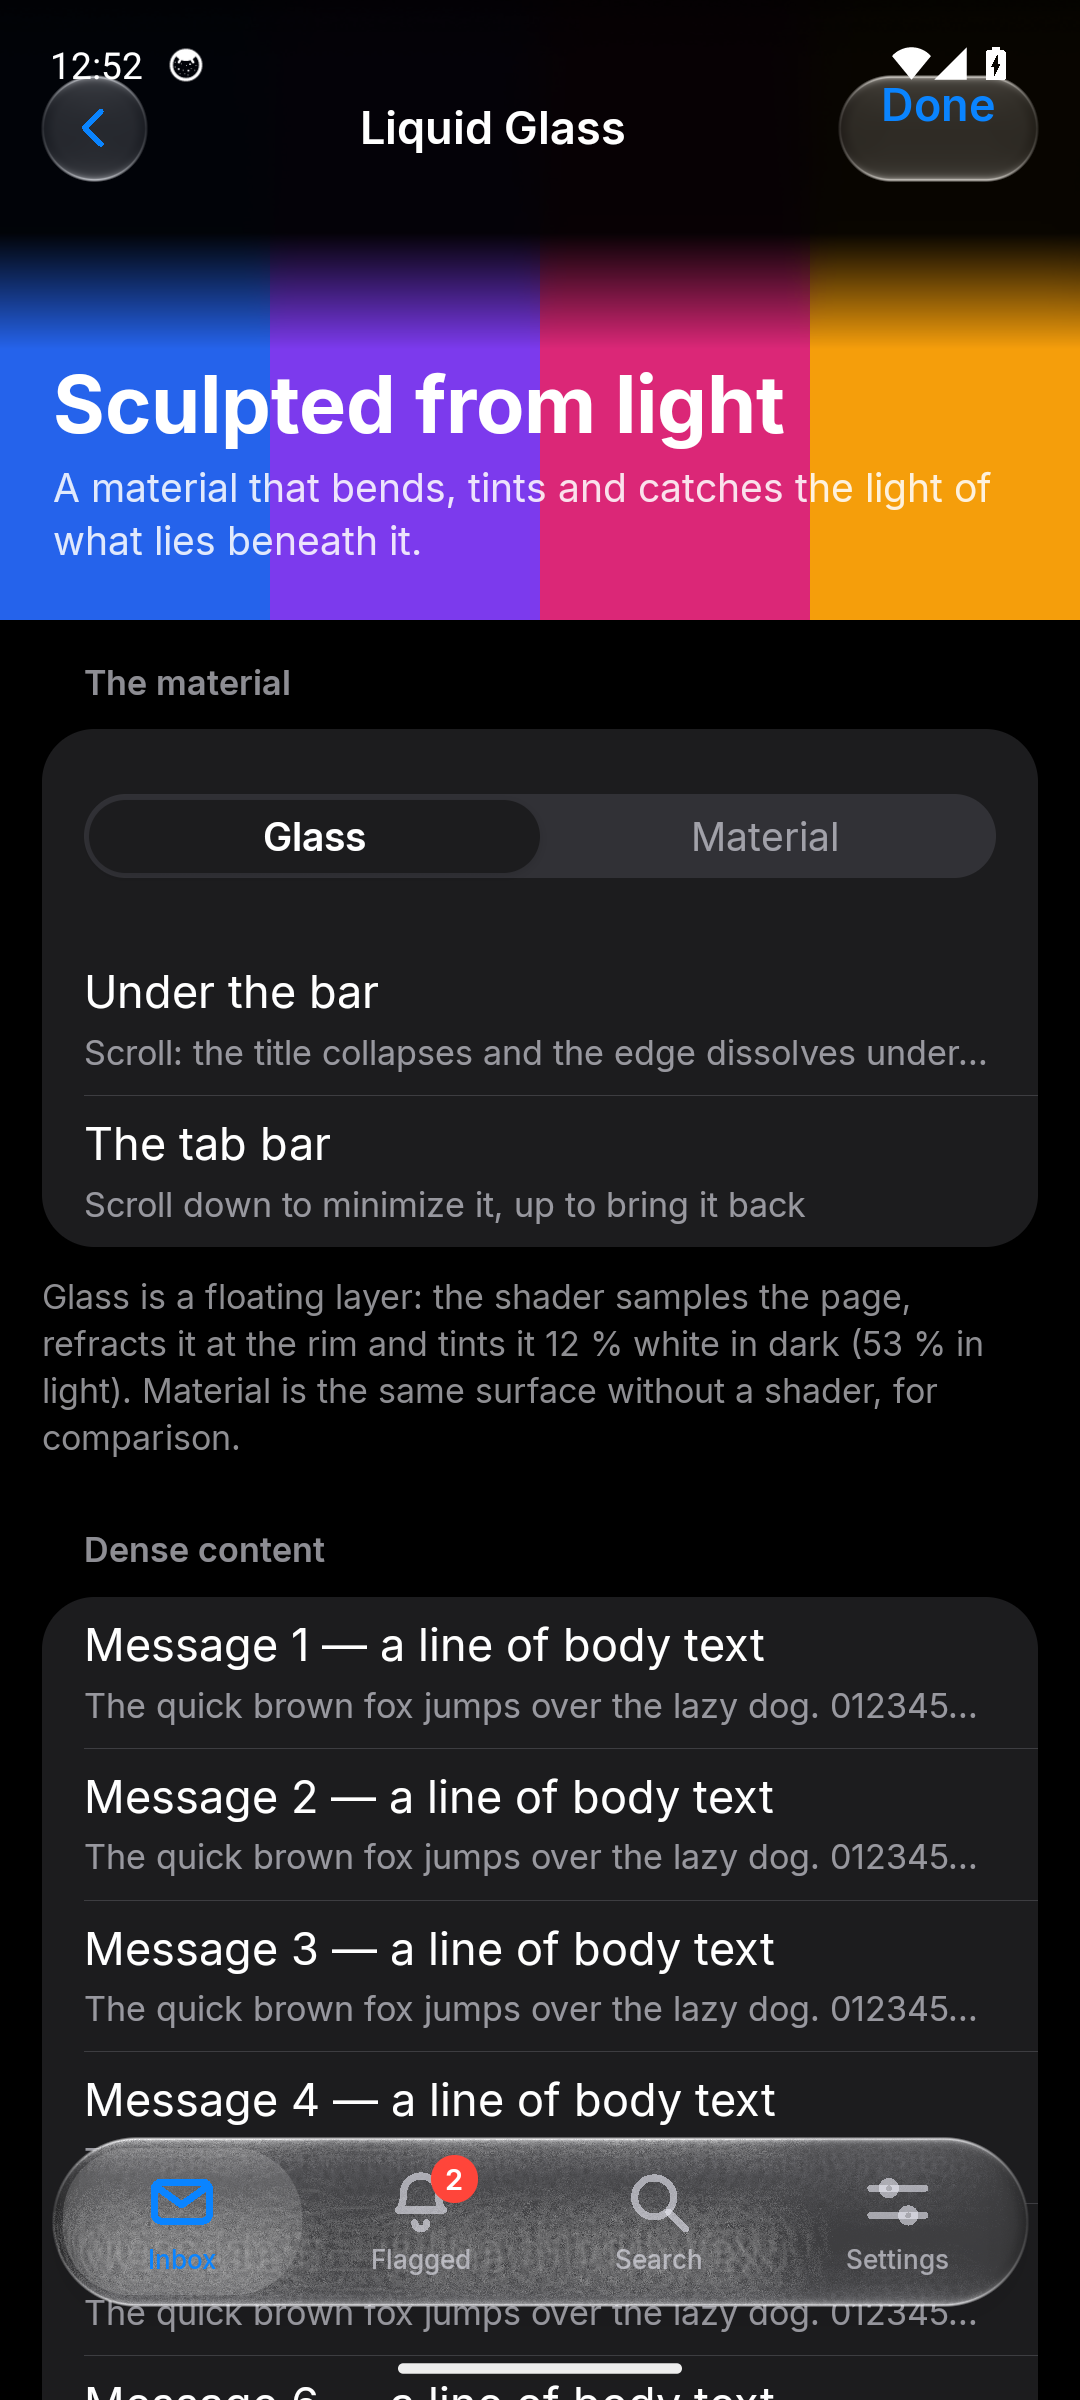 12:52
Liquid Glass
Done
Sculpted from light
A material that bends, tints and catches the light of
what lies beneath it.
The material
Glass
Material
Under the bar
Scroll: the title collapses and the edge dissolves under...
The tab bar
Scroll down to minimize it, up to bring it back
Glass is a floating layer: the shader samples the page,
refracts it at the rim and tints it 12 % white in dark (53 % in
light). Material is the same surface without a shader, for
comparison.
Dense content
Message 1 — a line of body text
The quick brown fox jumps over the lazy dog. 012345...
Message 2 — a line of body text
The quick brown fox jumps over the lazy dog. 012345...
Message 3 — a line of body text
The quick brown fox jumps over the lazy dog. 012345...
Message 4 — a line of body text
2
Inbox
Flagged
Search
Settings
The quick brown fox jumps over the lazy dog. 012345...
Message 6 — a line of body text